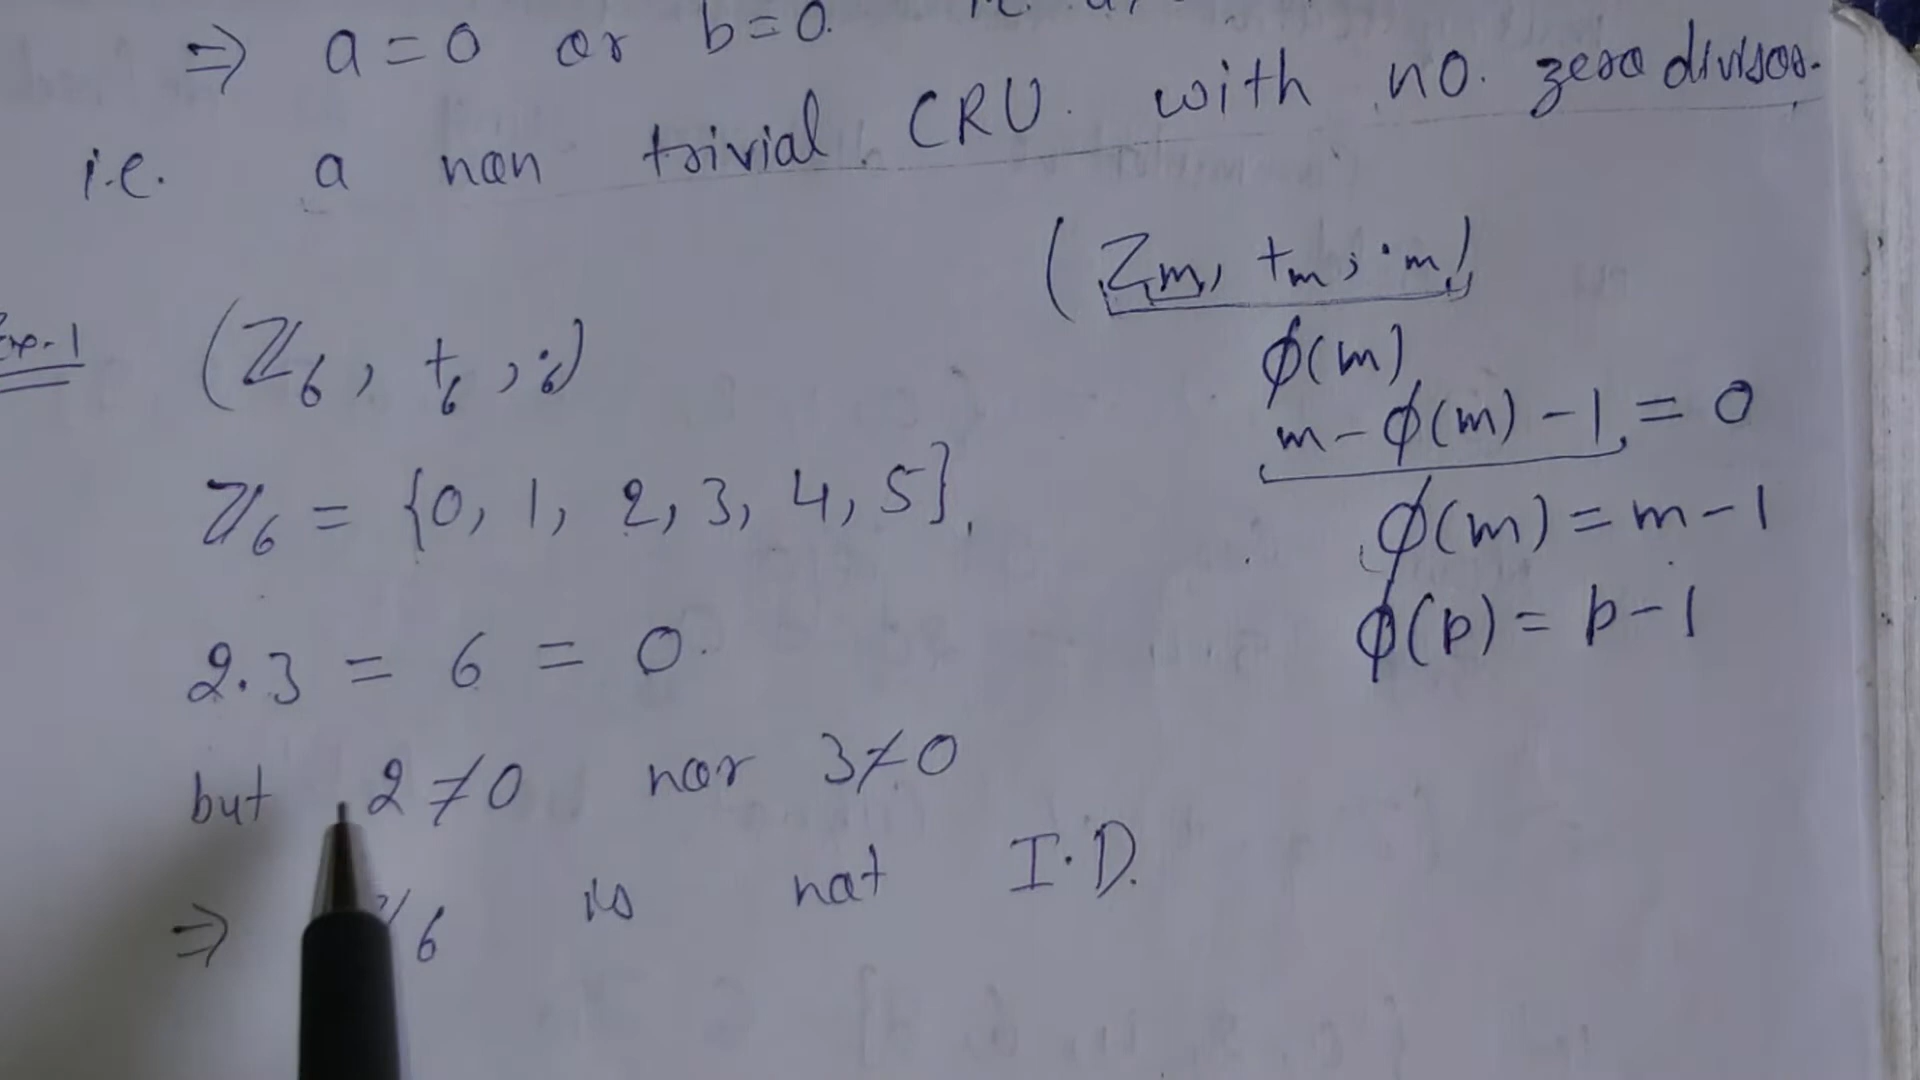 ⇒ a = 0 or b = 0.
i.e. a non trivial CRU. with no. zero divisor.
Exp-1 (ℤ₆, +₆, ·₆)
ℤ₆ = {0, 1, 2, 3, 4, 5}.
2.3 = 6 = 0.
but 2 ≠ 0 nor 3 ≠ 0
⇒ ℤ₆ is not I.D.
(ℤm, +m, ·m)
ϕ(m)
m - ϕ(m) - 1 = 0
ϕ(m) = m - 1
ϕ(p) = p - 1